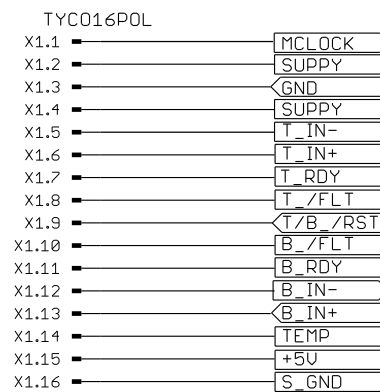 TYCO16POL
X1.1 MCLOCK
X1.2 SUPPY
X1.3 GND
X1.4 SUPPY
X1.5 T_IN-
X1.6 T_IN+
X1.7 T_RDY
X1.8 T_/FLT
X1.9 T/B_/RST
X1.10 B_/FLT
X1.11 B_RDY
X1.12 B_IN-
X1.13 B_IN+
X1.14 TEMP
X1.15 +5V
X1.16 S_GND